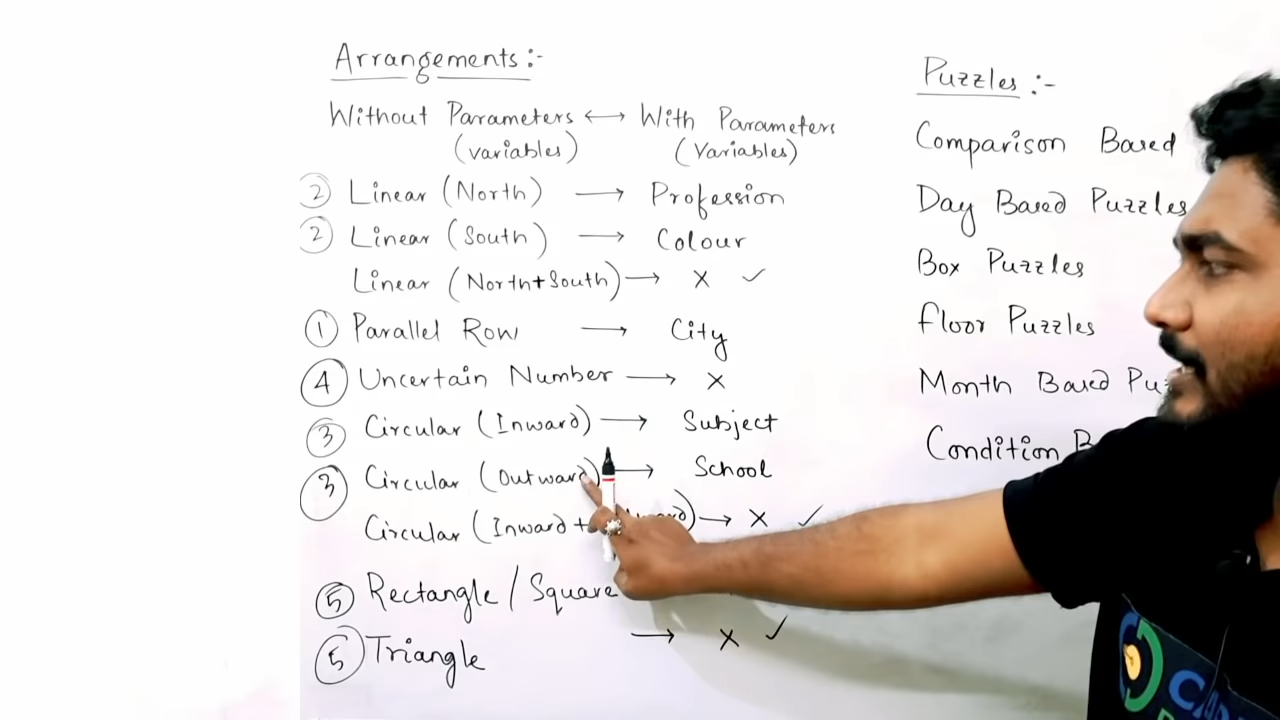 Arrangements :-
Without Parameters ⟷ With Parameters
(variables) (Variables)
② Linear (North) → Profession
② Linear (South) → Colour
Linear (North+South) → X ✓
① Parallel Row → City
④ Uncertain Number → X
③ Circular (Inward) → Subject
③ Circular (Outward) → School
Circular (Inward + → X ✓
⑤ Rectangle / Square
⑤ Triangle → X ✓
Puzzles :-
Comparison Based
Day Based Puzzles
Box Puzzles
Floor Puzzles
Month Based
Condition